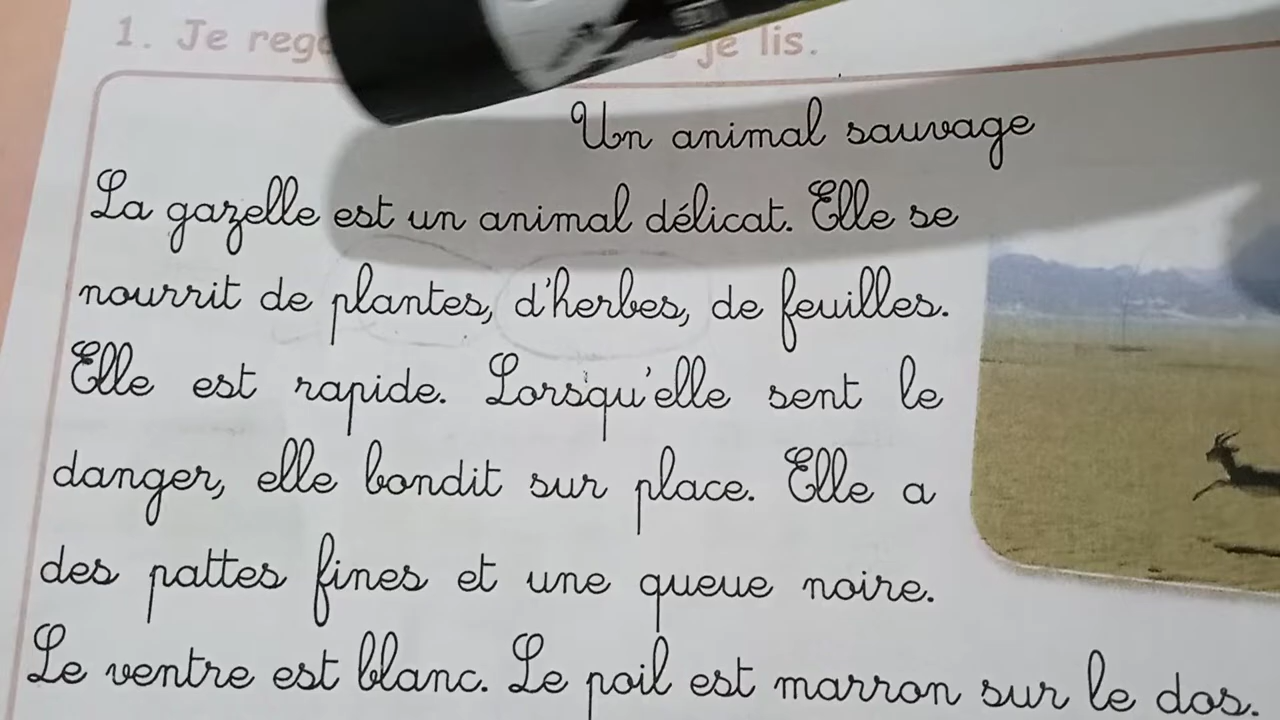 1. Je je lis.
Un animal sauvage
La gazelle est un animal délicat. Elle se
nourrit de plantes, d'herbes, de feuilles.
Elle est rapide. Lorsqu'elle sent le
danger, elle bondit sur place. Elle a
des pattes fines et une queue noire.
Le ventre est blanc. Le poil est marron sur le dos.